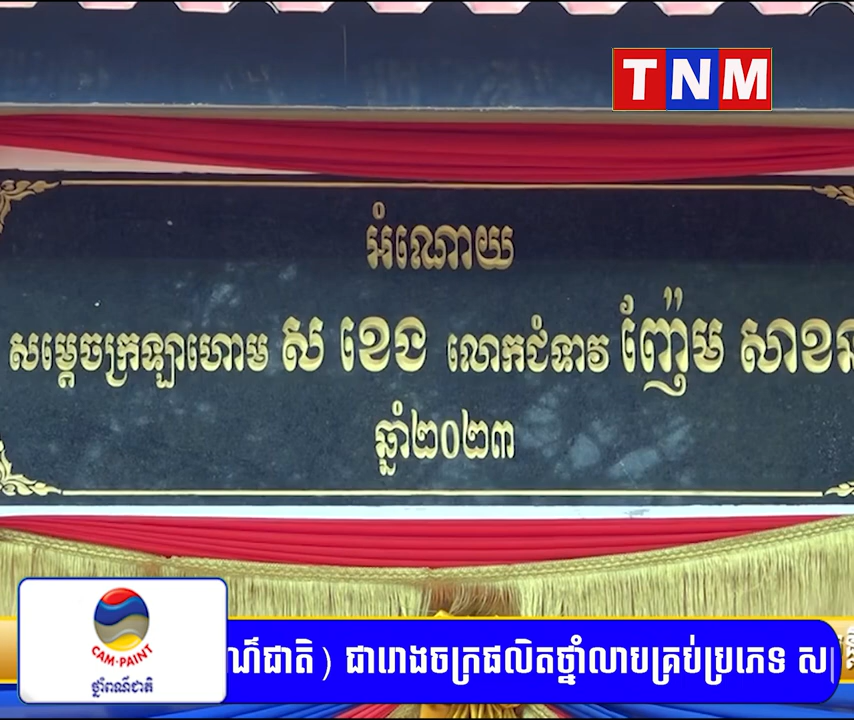 TNM
អំណោយ
សម្តេចក្រឡាហោម ស ខេង លោកជំទាវ ញ៉ែម សាខន
ឆ្នាំ២០២៣
CAM-PAINT
ថ្នាំពណ៌ជាតិ
ណ៌ជាតិ ) ជារោងចក្រផលិតថ្នាំលាបគ្រប់ប្រភេទ